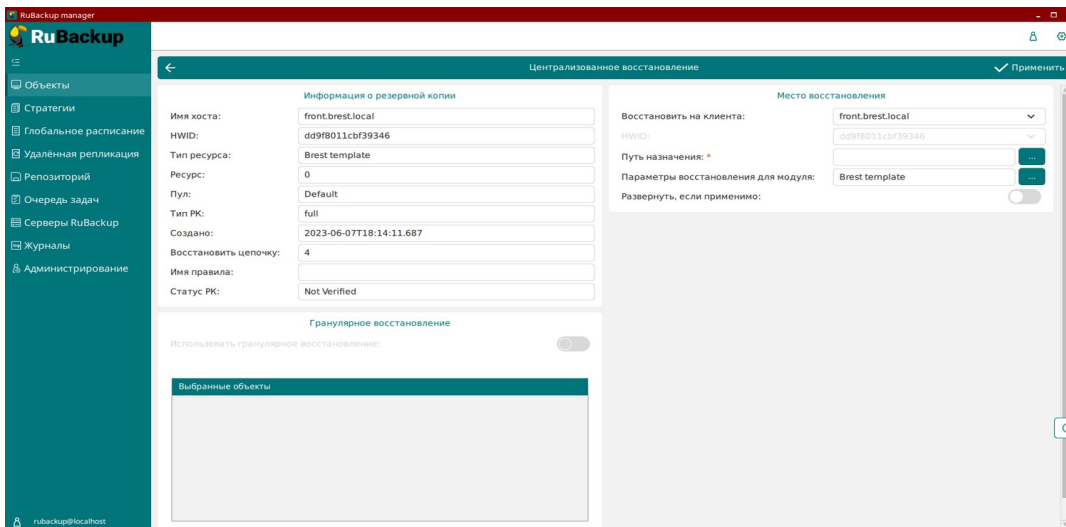 RuBackup manager
RuBackup
Объекты
Стратегии
Глобальное расписание
Удалённая репликация
Репозиторий
Очередь задач
Серверы RuBackup
Журналы
Администрирование
rubackup@localhost
Централизованное восстановление
Применить
Информация о резервной копии
Имя хоста: front.brest.local
HWID: dd9f8011cbf39346
Тип ресурса: Brest template
Ресурс: 0
Пул: Default
Тип РК: full
Создано: 2023-06-07T18:14:11.687
Восстановить цепочку: 4
Имя правила:
Статус РК: Not Verified
Гранулярное восстановление
Использовать гранулярное восстановление:
Выбранные объекты
Место восстановления
Восстановить на клиента: front.brest.local
HWID: dd9f8011cbf39346
Путь назначения: * ...
Параметры восстановления для модуля: Brest template ...
Развернуть, если применимо: